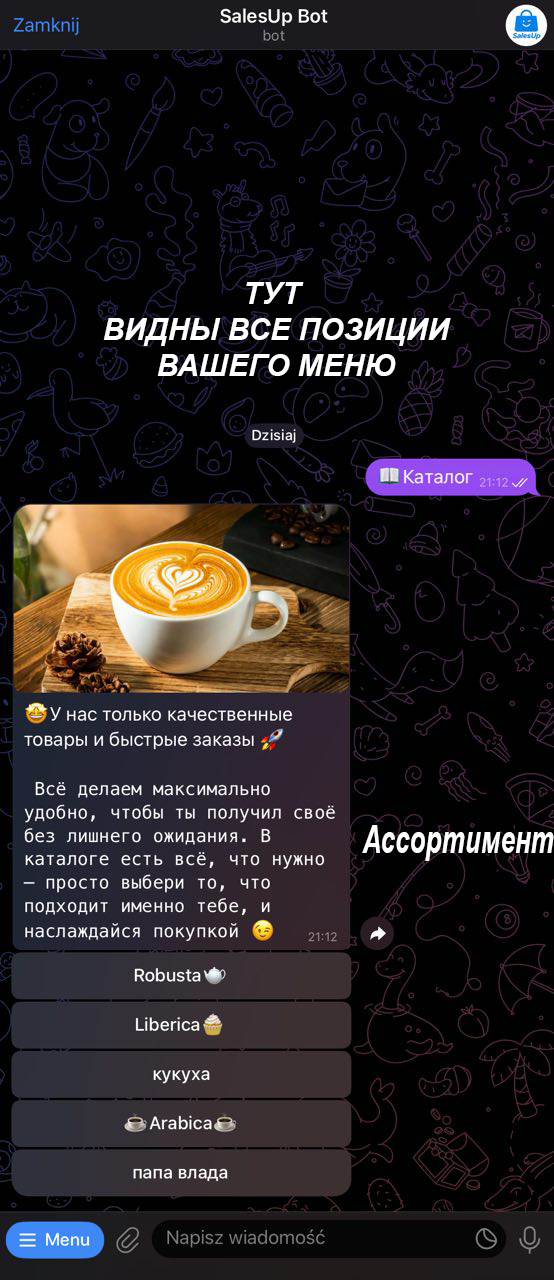 Zamknij
SalesUp Bot
bot
SalesUp
ТУТ
ВИДНЫ ВСЕ ПОЗИЦИИ
ВАШЕГО МЕНЮ
Dzisiaj
📖Каталог 21:12
🤩У нас только качественные
товары и быстрые заказы 🚀
Всё делаем максимально
удобно, чтобы ты получил своё
без лишнего ожидания. В
каталоге есть всё, что нужно
— просто выбери то, что
подходит именно тебе, и
наслаждайся покупкой 😉 21:12
Ассортимент
Robusta🫖
Liberica🧁
кукуха
☕Arabica☕
папа влада
Menu
Napisz wiadomość